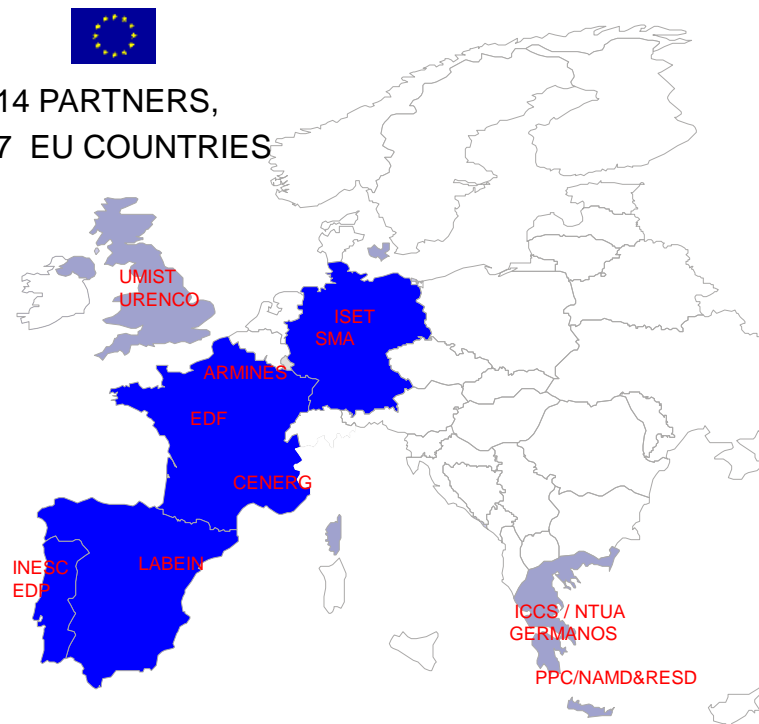 14 PARTNERS,
7 EU COUNTRIES
UMIST
URENCO
ISET
SMA
ARMINES
EDF
CENERG
INESC
EDP
LABEIN
ICCS / NTUA
GERMANOS
PPC/NAMD&RESD